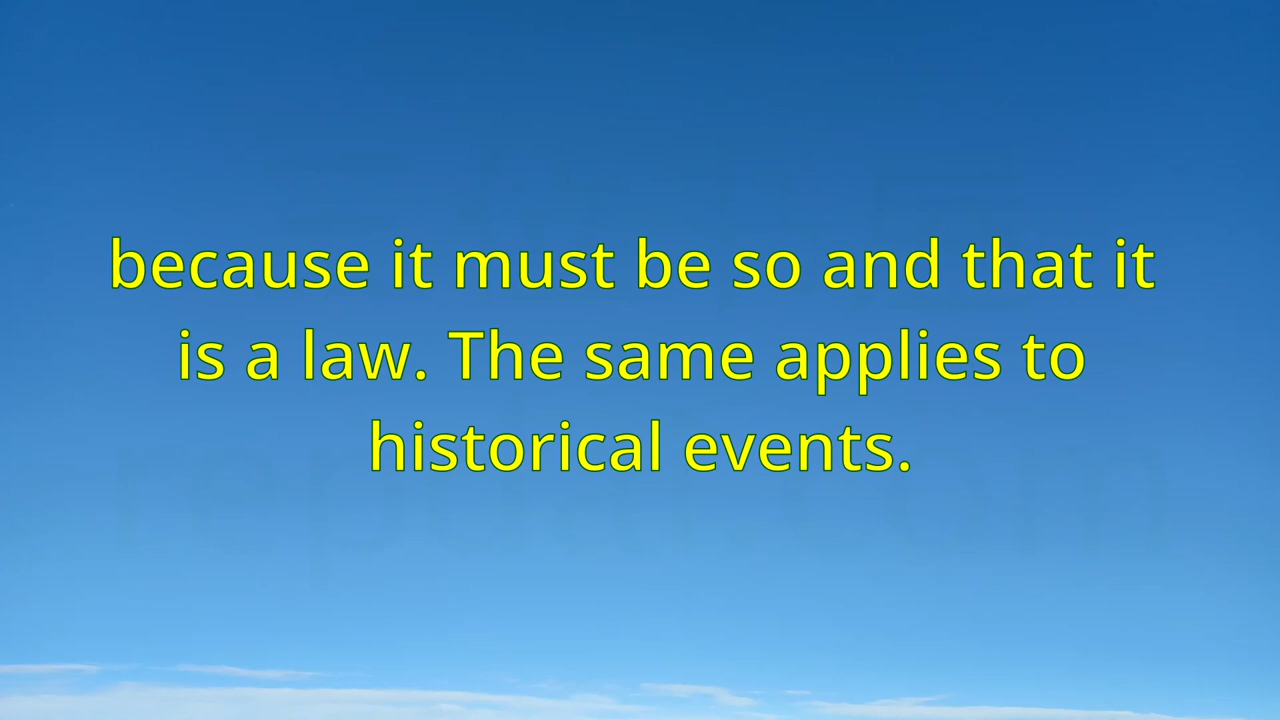 because it must be so and that it
is a law. The same applies to
historical events.